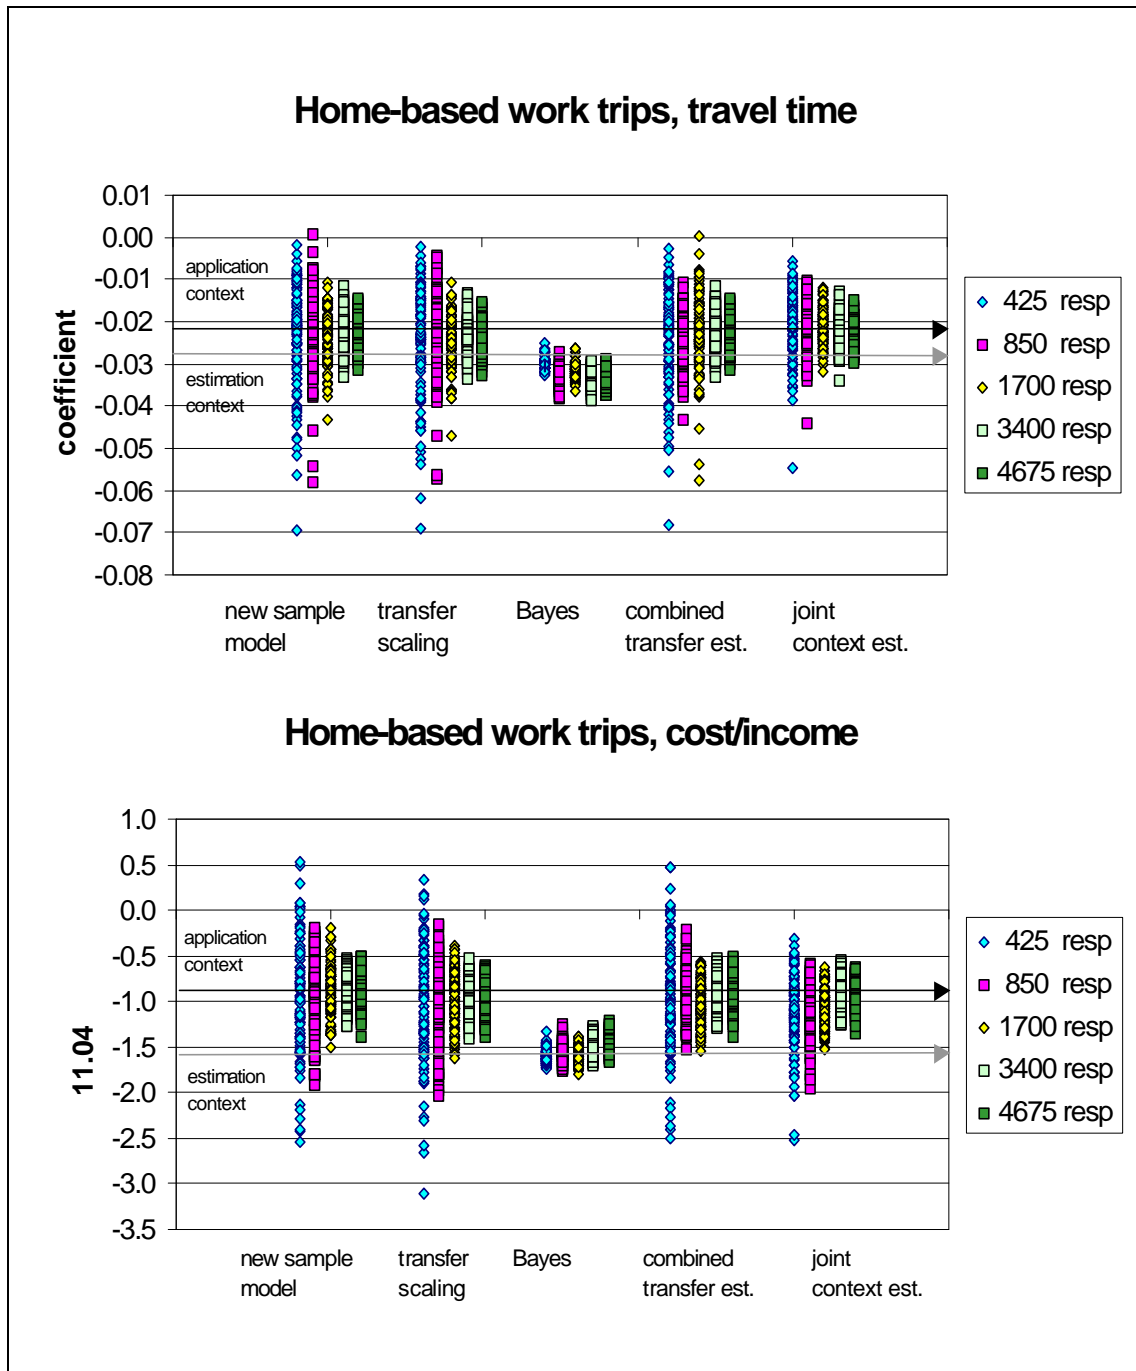 Home-based work trips, travel time
0.01
0.00
-0.01
-0.02
-0.03
-0.04
-0.05
-0.06
-0.07
-0.08
coefficient
application
context
estimation
context
new sample
model
transfer
scaling
Bayes
combined
transfer est.
joint
context est.
425 resp
850 resp
1700 resp
3400 resp
4675 resp
Home-based work trips, cost/income
1.0
0.5
0.0
-0.5
-1.0
-1.5
-2.0
-2.5
-3.0
-3.5
11.04
application
context
estimation
context
new sample
model
transfer
scaling
Bayes
combined
transfer est.
joint
context est.
425 resp
850 resp
1700 resp
3400 resp
4675 resp